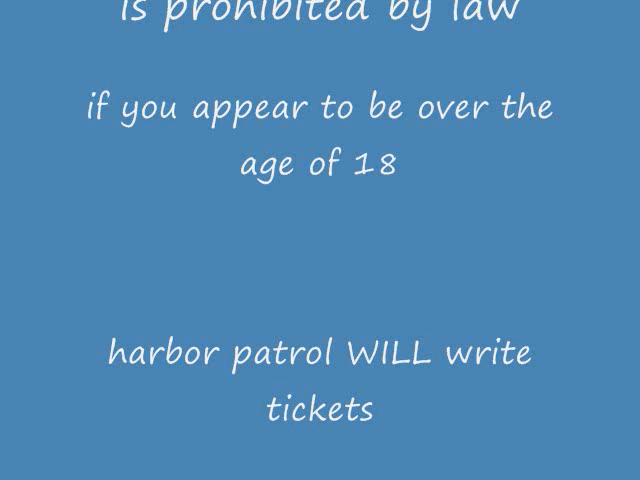 is prohibited by law
if you appear to be over the
age of 18
harbor patrol WILL write
tickets